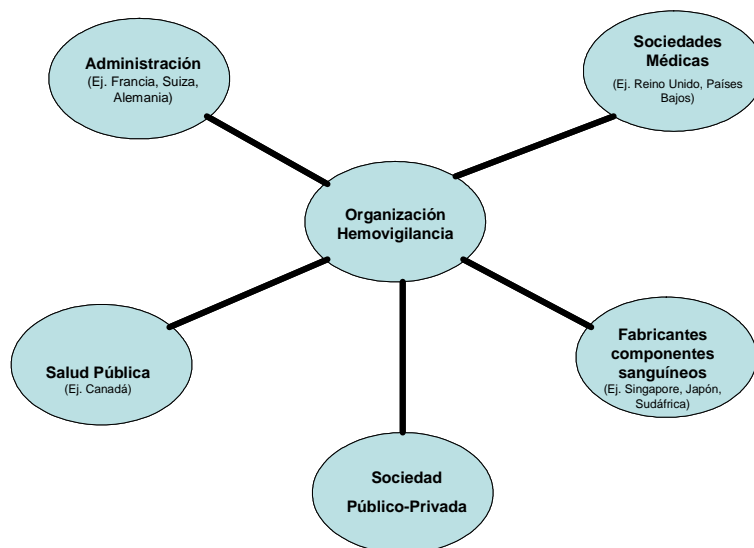 Administración
(Ej. Francia, Suiza,
Alemania)
Sociedades
Médicas
(Ej. Reino Unido, Países
Bajos)
Organización
Hemovigilancia
Salud Pública
(Ej. Canadá)
Fabricantes
componentes
sanguíneos
(Ej. Singapore, Japón,
Sudáfrica)
Sociedad
Público-Privada